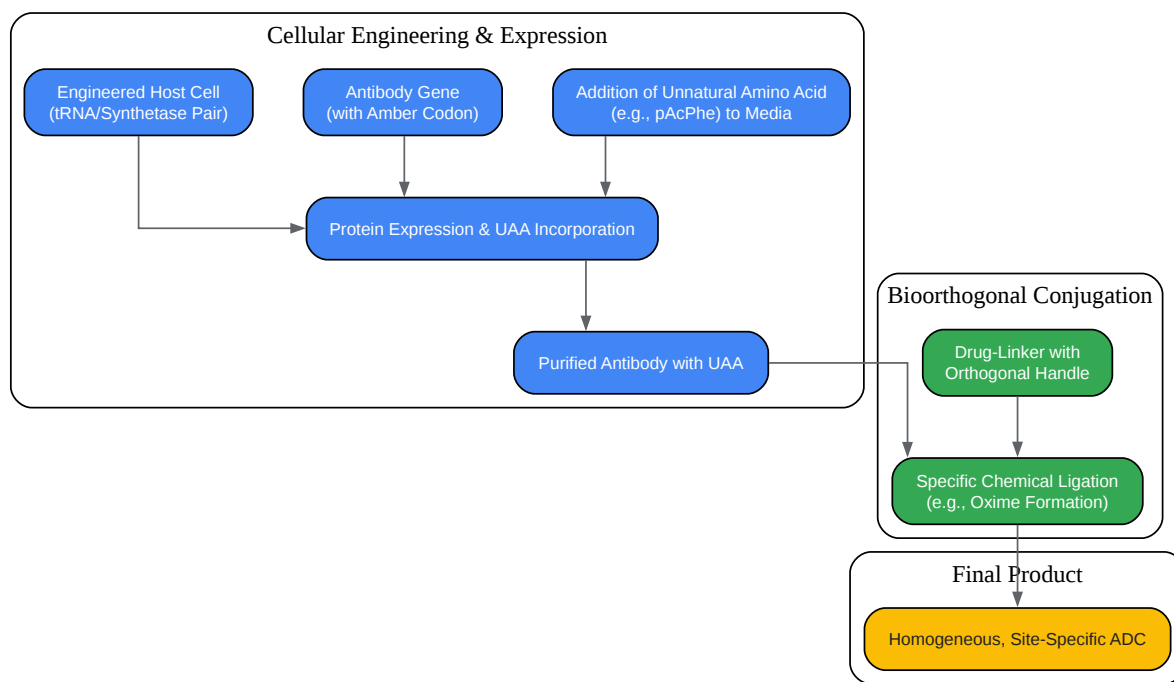 Cellular Engineering & Expression
Engineered Host Cell
(tRNA/Synthetase Pair)
Antibody Gene
(with Amber Codon)
Addition of Unnatural Amino Acid
(e.g., pAcPhe) to Media
Protein Expression & UAA Incorporation
Purified Antibody with UAA
Bioorthogonal Conjugation
Drug-Linker with
Orthogonal Handle
Specific Chemical Ligation
(e.g., Oxime Formation)
Final Product
Homogeneous, Site-Specific ADC